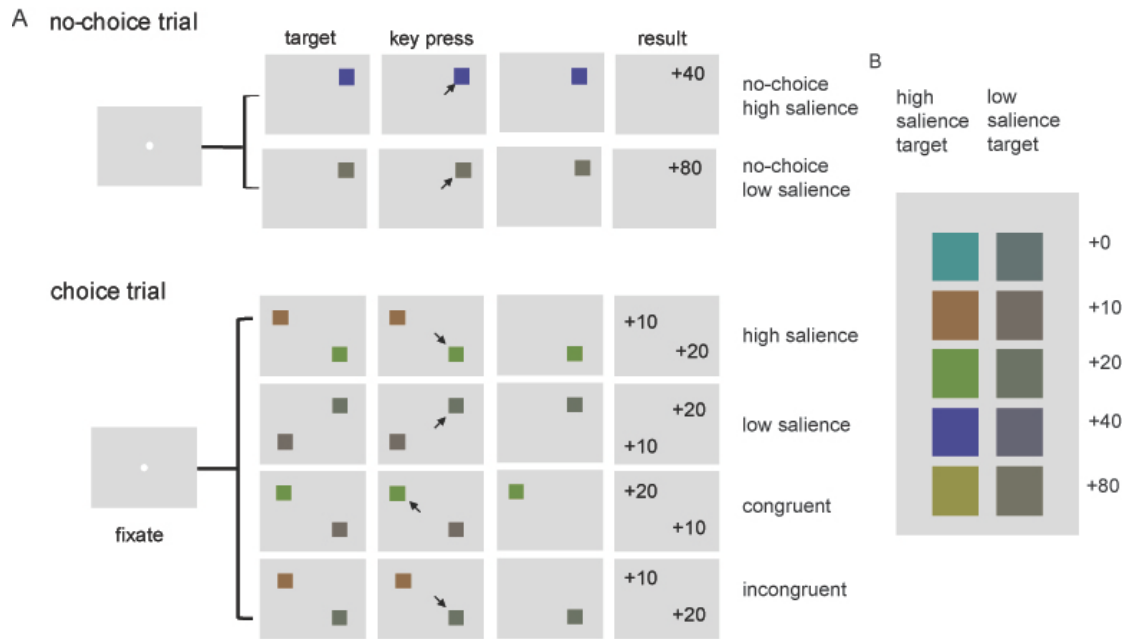 A
no-choice trial
target
key press
result
+40
no-choice
high salience
+80
no-choice
low salience
choice trial
+10
+20
high salience
+20
+10
low salience
+20
+10
congruent
+10
+20
incongruent
fixate
B
high
salience
target
low
salience
target
+0
+10
+20
+40
+80